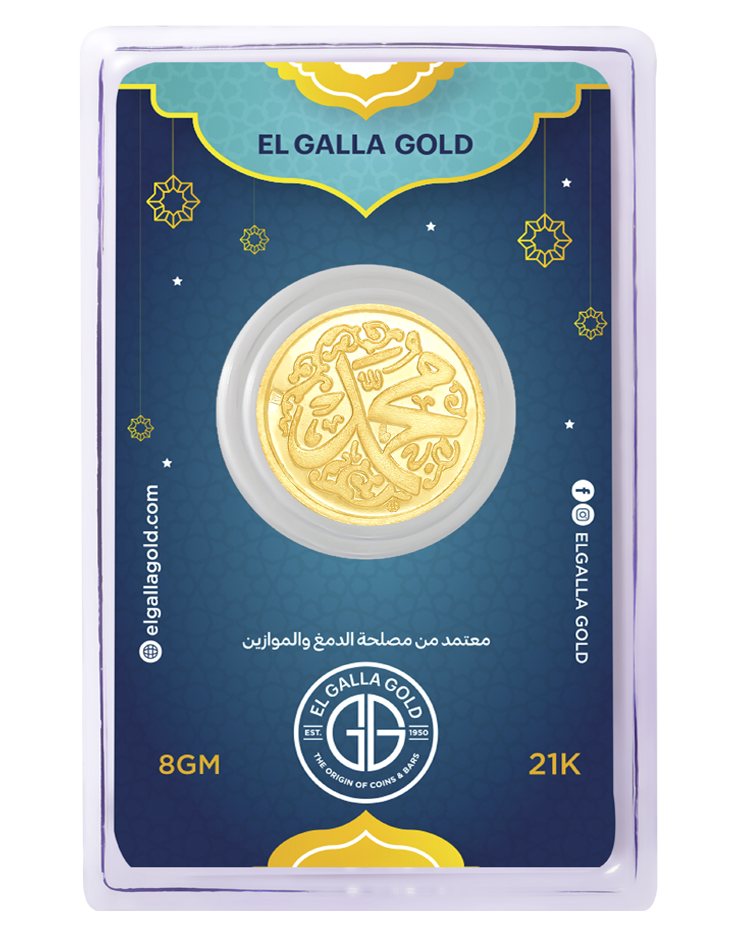 EL GALLA GOLD
محمد
elgallagold.com
ELGALLA GOLD
معتمد من مصلحة الدمغ والموازين
EL GALLA GOLD
EST. 1950
GG
THE ORIGIN OF COINS & BARS
8GM
21K